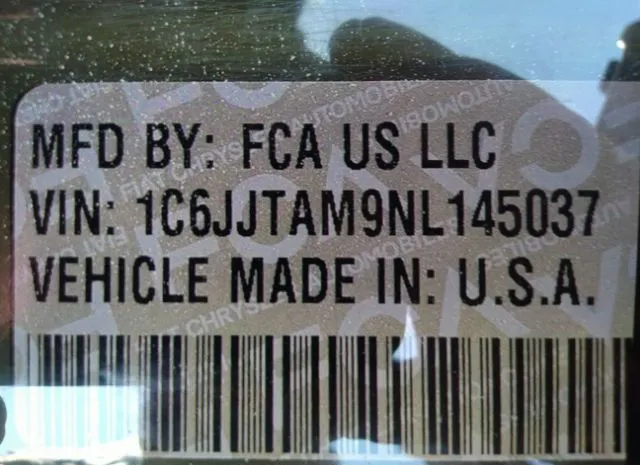 MFD BY: FCA US LLC
VIN: 1C6JJTAM9NL145037
VEHICLE MADE IN: U.S.A.